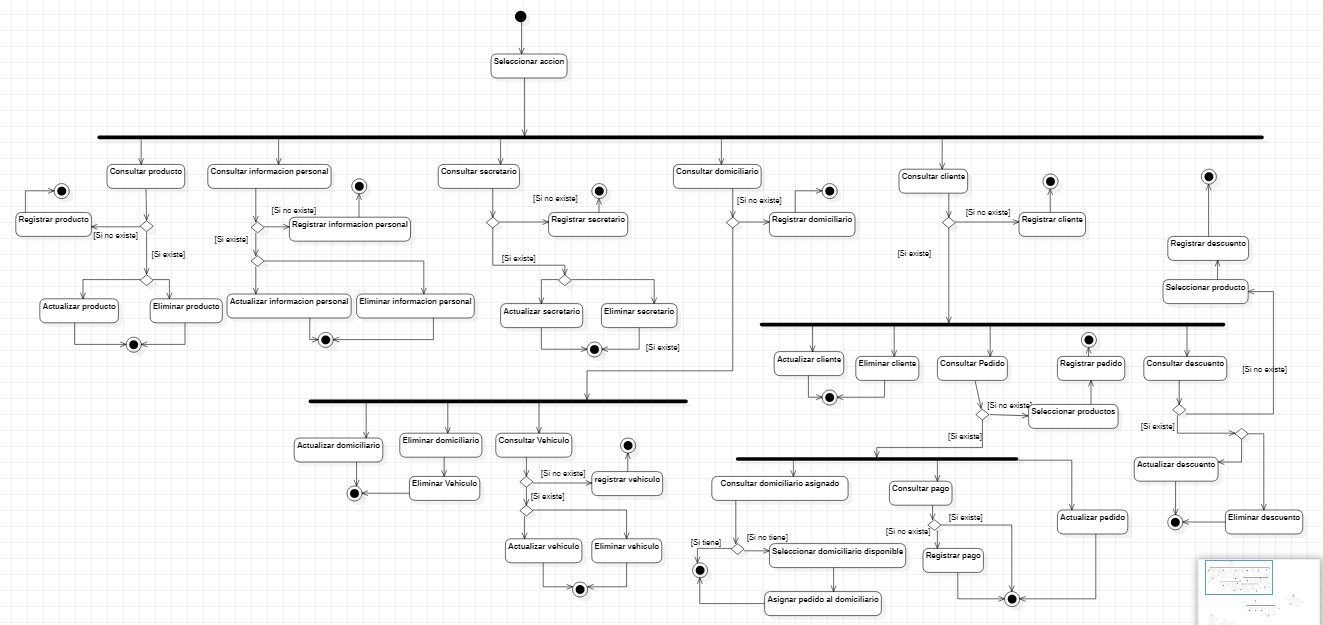 Seleccionar accion
Consultar producto
Consultar informacion personal
Consultar secretario
Consultar domiciliario
Consultar cliente
Registrar producto
[Si no existe]
[Si existe]
Actualizar producto
Eliminar producto
[Si no existe]
Registrar informacion personal
[Si existe]
Actualizar informacion personal
Eliminar informacion personal
[Si no existe]
Registrar secretario
[Si existe]
Actualizar secretario
Eliminar secretario
[Si existe]
[Si no existe]
Registrar domiciliario
[Si no existe]
Registrar cliente
[Si existe]
Registrar descuento
Seleccionar producto
Actualizar cliente
Eliminar cliente
Consultar Pedido
Registrar pedido
Consultar descuento
[Si no existe]
[Si no existe]
Seleccionar productos
[Si existe]
[Si existe]
Actualizar descuento
Eliminar descuento
Actualizar domiciliario
Eliminar domiciliario
Consultar Vehiculo
Eliminar Vehiculo
[Si no existe]
registrar vehiculo
[Si existe]
Actualizar vehiculo
Eliminar vehiculo
Consultar domiciliario asignado
Consultar pago
Actualizar pedido
[Si existe]
[Si no existe]
Registrar pago
[Si tiene]
[Si no tiene]
Seleccionar domiciliario disponible
Asignar pedido al domiciliario